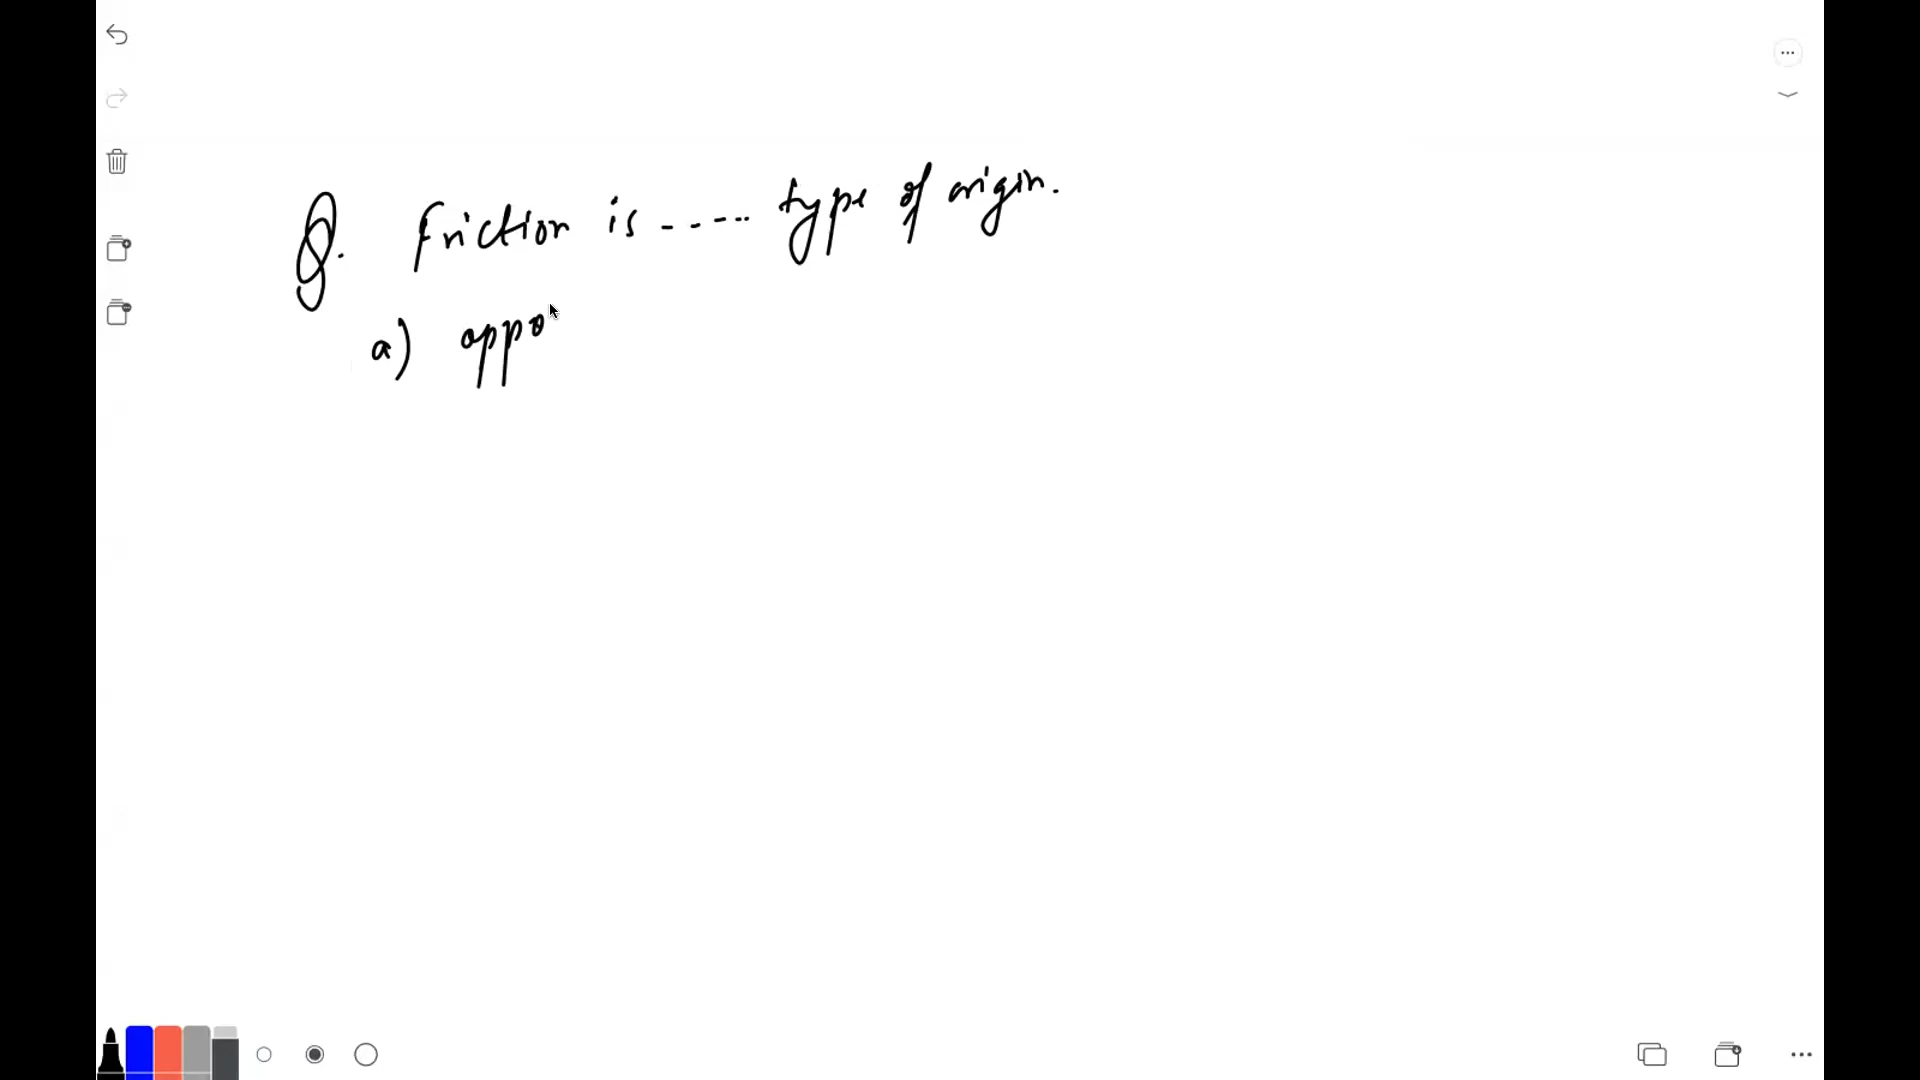 Q. Friction is ----- type of origin.
a) oppo